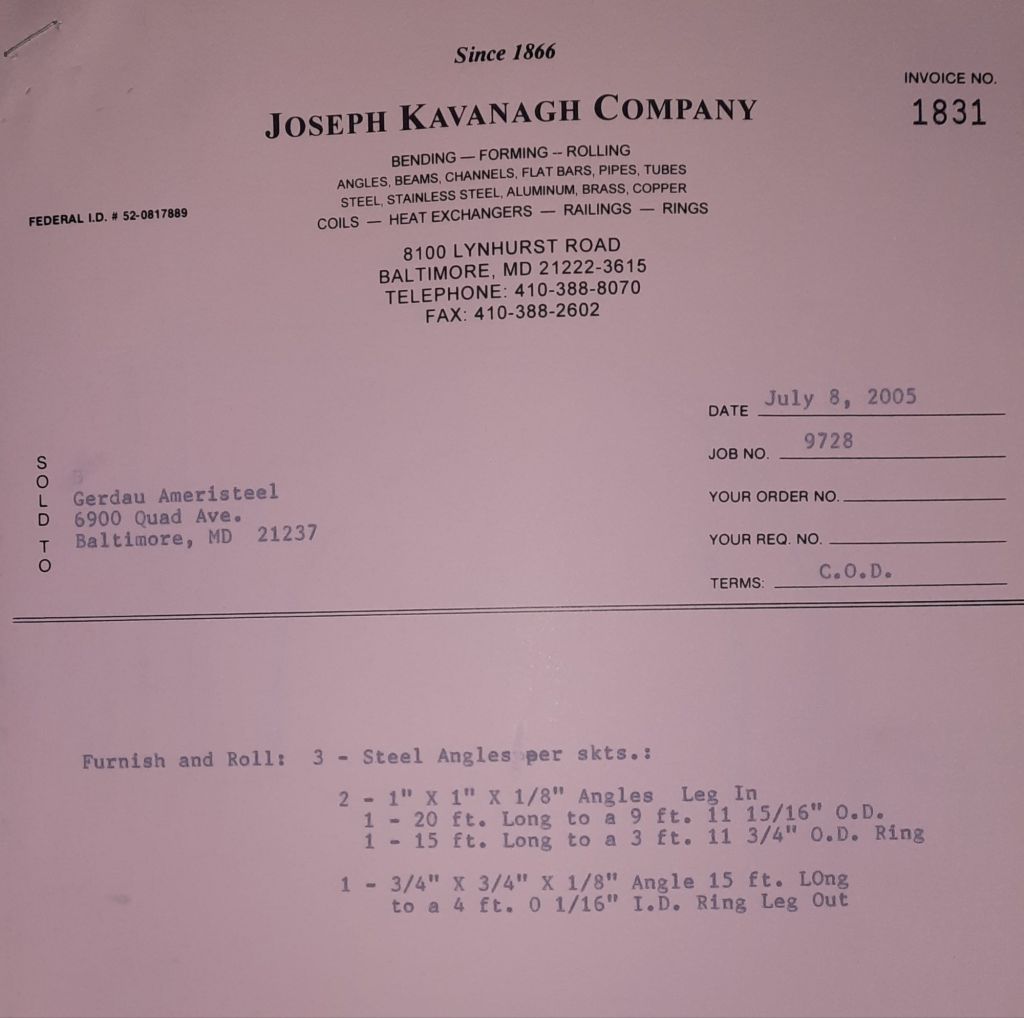 Since 1866
JOSEPH KAVANAGH COMPANY
INVOICE NO.
1831
BENDING — FORMING -- ROLLING
ANGLES, BEAMS, CHANNELS, FLAT BARS, PIPES, TUBES
STEEL, STAINLESS STEEL, ALUMINUM, BRASS, COPPER
COILS — HEAT EXCHANGERS — RAILINGS — RINGS
FEDERAL I.D. # 52-0817889
8100 LYNHURST ROAD
BALTIMORE, MD 21222-3615
TELEPHONE: 410-388-8070
FAX: 410-388-2602
DATE July 8, 2005
JOB NO. 9728
YOUR ORDER NO.
YOUR REQ. NO.
TERMS: C.O.D.
SOLD TO
Gerdau Ameristeel
6900 Quad Ave.
Baltimore, MD 21237
Furnish and Roll: 3 - Steel Angles per skts.:
2 - 1" X 1" X 1/8" Angles Leg In
1 - 20 ft. Long to a 9 ft. 11 15/16" O.D.
1 - 15 ft. Long to a 3 ft. 11 3/4" O.D. Ring
1 - 3/4" X 3/4" X 1/8" Angle 15 ft. LOng
to a 4 ft. 0 1/16" I.D. Ring Leg Out